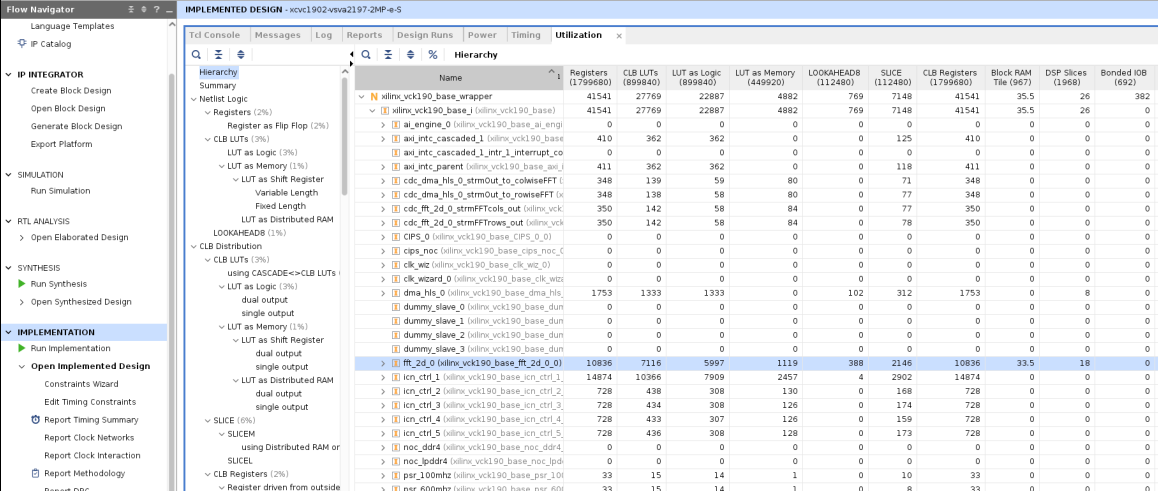 Flow Navigator ? _
Language Templates
IP Catalog
IP INTEGRATOR
Create Block Design
Open Block Design
Generate Block Design
Export Platform
SIMULATION
Run Simulation
RTL ANALYSIS
Open Elaborated Design
SYNTHESIS
Run Synthesis
Open Synthesized Design
IMPLEMENTATION
Run Implementation
Open Implemented Design
Constraints Wizard
Edit Timing Constraints
Report Timing Summary
Report Clock Networks
Report Clock Interaction
Report Methodology
Report DRC
IMPLEMENTED DESIGN - xcvc1902-vsva2197-2MP-e-S
Tcl Console Messages Log Reports Design Runs Power Timing Utilization ×
Hierarchy
Summary
Netlist Logic
Registers (2%)
Register as Flip Flop (2%)
CLB LUTs (3%)
LUT as Logic (3%)
LUT as Memory (1%)
LUT as Shift Register
Variable Length
Fixed Length
LUT as Distributed RAM
LOOKAHEAD8 (1%)
CLB Distribution
CLB LUTs (3%)
using CASCADE<>CLB LUTs (
LUT as Logic (3%)
dual output
single output
LUT as Memory (1%)
LUT as Shift Register
dual output
single output
LUT as Distributed RAM
dual output
single output
SLICE (6%)
SLICEM
using Distributed RAM or
SLICEL
CLB Registers (2%)
Register driven from outside
% Hierarchy
Name 1 Registers (1799680) CLB LUTs (899840) LUT as Logic (899840) LUT as Memory (449920) LOOKAHEAD8 (112480) SLICE (112480) CLB Registers (1799680) Block RAM Tile (967) DSP Slices (1968) Bonded IOB (692)
N xilinx_vck190_base_wrapper 41541 27769 22887 4882 769 7148 41541 35.5 26 382
xilinx_vck190_base_i (xilinx_vck190_base) 41541 27769 22887 4882 769 7148 41541 35.5 26 0
ai_engine_0 (xilinx_vck190_base_ai_engi 0 0 0 0 0 0 0 0 0 0
axi_intc_cascaded_1 (xilinx_vck190_base 410 362 362 0 0 125 410 0 0 0
axi_intc_cascaded_1_intr_1_interrupt_co 0 0 0 0 0 0 0 0 0 0
axi_intc_parent (xilinx_vck190_base_axi_i 411 362 362 0 0 118 411 0 0 0
cdc_dma_hls_0_strmOut_to_colwiseFFT ( 348 139 59 80 0 71 348 0 0 0
cdc_dma_hls_0_strmOut_to_rowiseFFT (x 348 138 58 80 0 77 348 0 0 0
cdc_fft_2d_0_strmFFTcols_out (xilinx_vck 350 142 58 84 0 77 350 0 0 0
cdc_fft_2d_0_strmFFTrows_out (xilinx_vck 350 142 58 84 0 78 350 0 0 0
CIPS_0 (xilinx_vck190_base_CIPS_0_0) 0 0 0 0 0 0 0 0 0 0
cips_noc (xilinx_vck190_base_cips_noc_0 0 0 0 0 0 0 0 0 0 0
clk_wiz (xilinx_vck190_base_clk_wiz_0) 0 0 0 0 0 0 0 0 0 0
clk_wizard_0 (xilinx_vck190_base_clk_wiza 0 0 0 0 0 0 0 0 0 0
dma_hls_0 (xilinx_vck190_base_dma_hls_ 1753 1333 1333 0 102 312 1753 0 8 0
dummy_slave_0 (xilinx_vck190_base_dum 0 0 0 0 0 0 0 0 0 0
dummy_slave_1 (xilinx_vck190_base_dum 0 0 0 0 0 0 0 0 0 0
dummy_slave_2 (xilinx_vck190_base_dum 0 0 0 0 0 0 0 0 0 0
dummy_slave_3 (xilinx_vck190_base_dum 0 0 0 0 0 0 0 0 0 0
fft_2d_0 (xilinx_vck190_base_fft_2d_0_0) 10836 7116 5997 1119 388 2146 10836 33.5 18 0
icn_ctrl_1 (xilinx_vck190_base_icn_ctrl_1_ 14874 10366 7909 2457 4 2902 14874 0 0 0
icn_ctrl_2 (xilinx_vck190_base_icn_ctrl_2_ 728 438 308 130 0 168 728 0 0 0
icn_ctrl_3 (xilinx_vck190_base_icn_ctrl_3_ 728 434 308 126 0 174 728 0 0 0
icn_ctrl_4 (xilinx_vck190_base_icn_ctrl_4_ 728 433 307 126 0 159 728 0 0 0
icn_ctrl_5 (xilinx_vck190_base_icn_ctrl_5_ 728 436 308 128 0 173 728 0 0 0
noc_ddr4 (xilinx_vck190_base_noc_ddr4_ 0 0 0 0 0 0 0 0 0 0
noc_lpddr4 (xilinx_vck190_base_noc_lpd 0 0 0 0 0 0 0 0 0 0
psr_100mhz (xilinx_vck190_base_psr_100 33 15 14 1 0 10 33 0 0 0
psr_600mhz (xilinx_vck190_base_psr_600 33 15 14 1 0 8 33 0 0 0